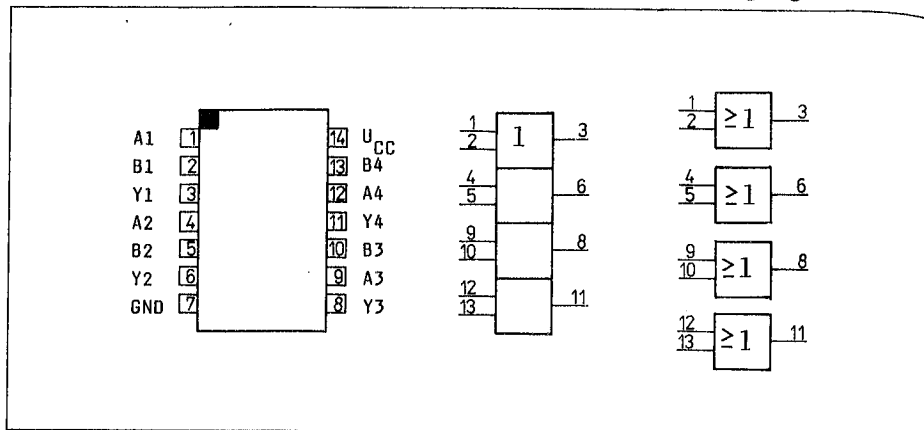 A1 1 14 UCC
B1 2 13 B4
Y1 3 12 A4
A2 4 11 Y4
B2 5 10 B3
Y2 6 9 A3
GND 7 8 Y3
1 2 1 3
4 5 6
9 10 8
12 13 11
1 2 ≥1 3
4 5 ≥1 6
9 10 ≥1 8
12 13 ≥1 11